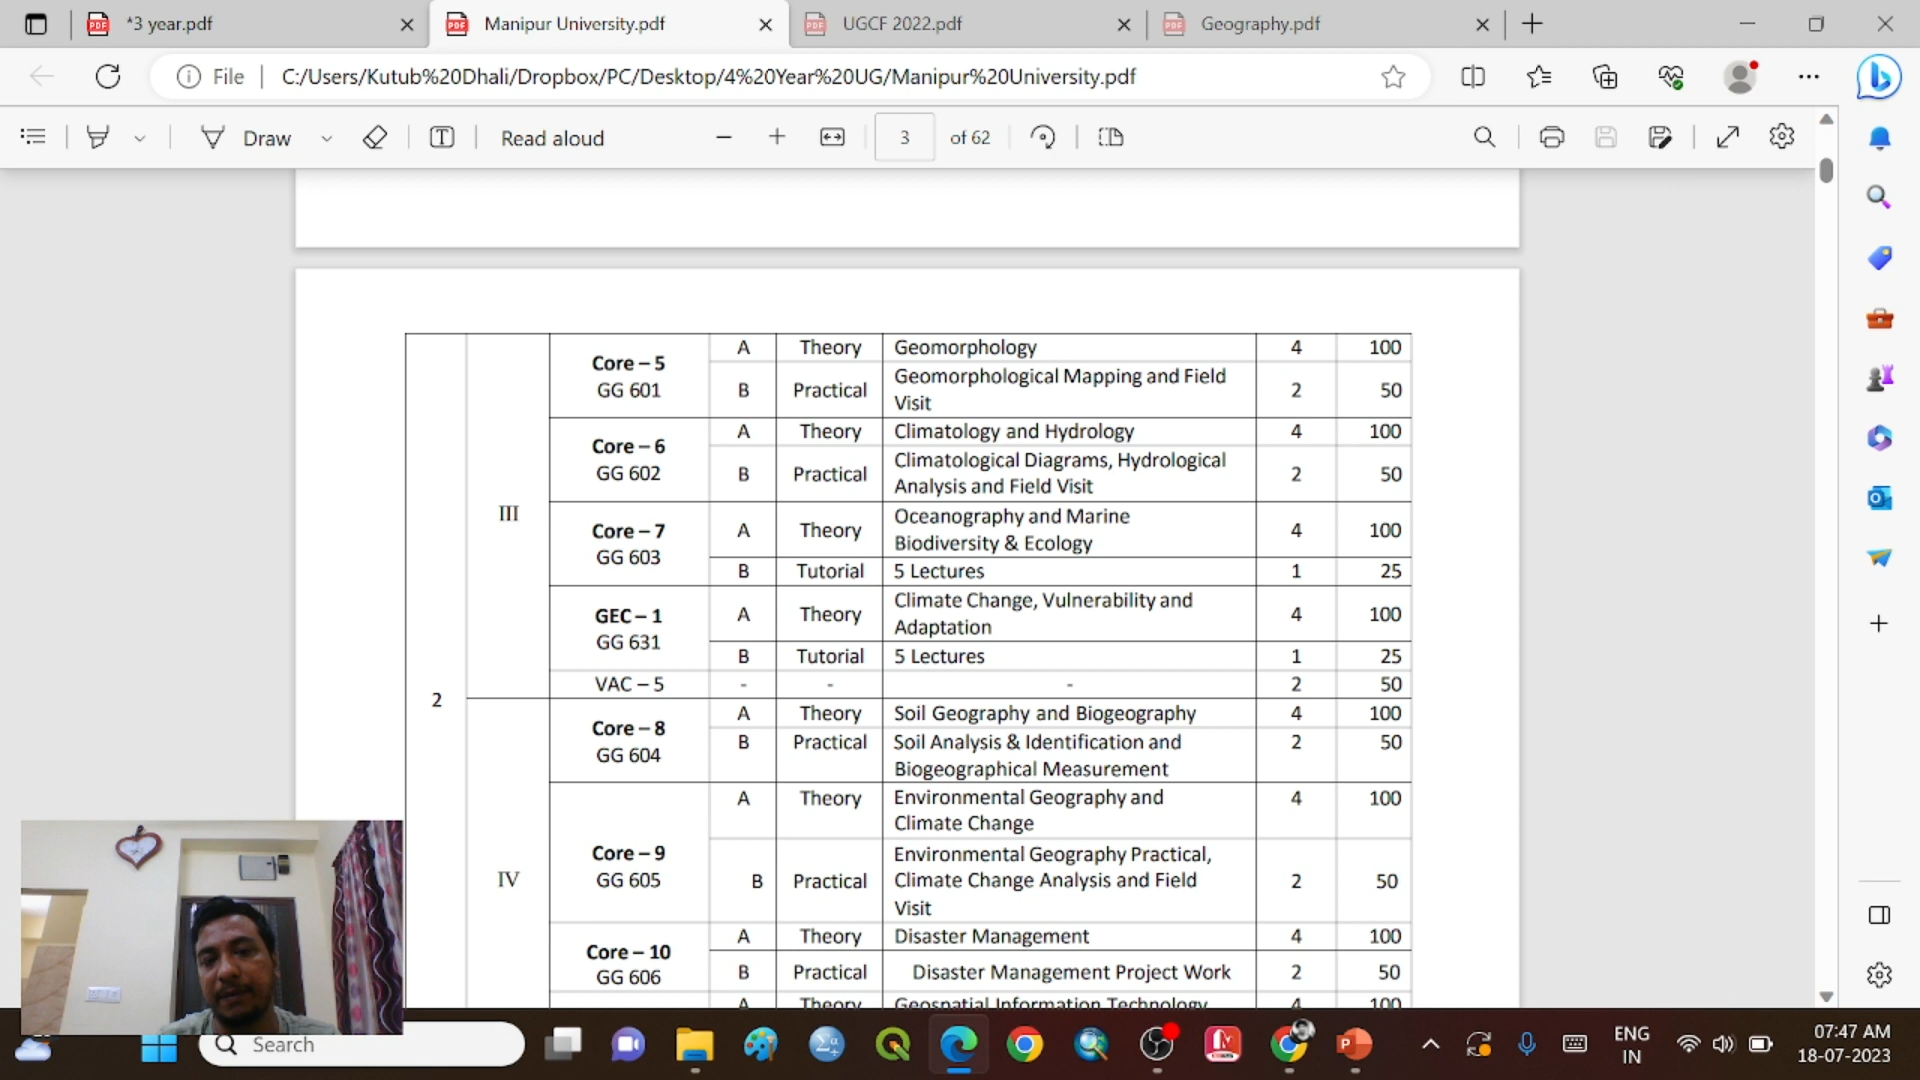 *3 year.pdf
Manipur University.pdf
UGCF 2022.pdf
Geography.pdf
File
C:/Users/Kutub%20Dhali/Dropbox/PC/Desktop/4%20Year%20UG/Manipur%20University.pdf
Draw
Read aloud
3
of 62
A Theory Geomorphology 4 100
Core – 5
GG 601
B Practical Geomorphological Mapping and Field 2 50
Visit
A Theory Climatology and Hydrology 4 100
Core – 6
GG 602
B Practical Climatological Diagrams, Hydrological 2 50
Analysis and Field Visit
III
Core – 7
GG 603
A Theory Oceanography and Marine 4 100
Biodiversity & Ecology
B Tutorial 5 Lectures 1 25
GEC – 1
GG 631
A Theory Climate Change, Vulnerability and 4 100
Adaptation
B Tutorial 5 Lectures 1 25
VAC – 5 - - - 2 50
2
Core – 8
GG 604
A Theory Soil Geography and Biogeography 4 100
B Practical Soil Analysis & Identification and 2 50
Biogeographical Measurement
IV
Core – 9
GG 605
A Theory Environmental Geography and 4 100
Climate Change
B Practical Environmental Geography Practical, 2 50
Climate Change Analysis and Field
Visit
Core – 10
GG 606
A Theory Disaster Management 4 100
B Practical Disaster Management Project Work 2 50
A Theory Geospatial Information Technology 4 100
Search
ENG
IN
07:47 AM
18-07-2023